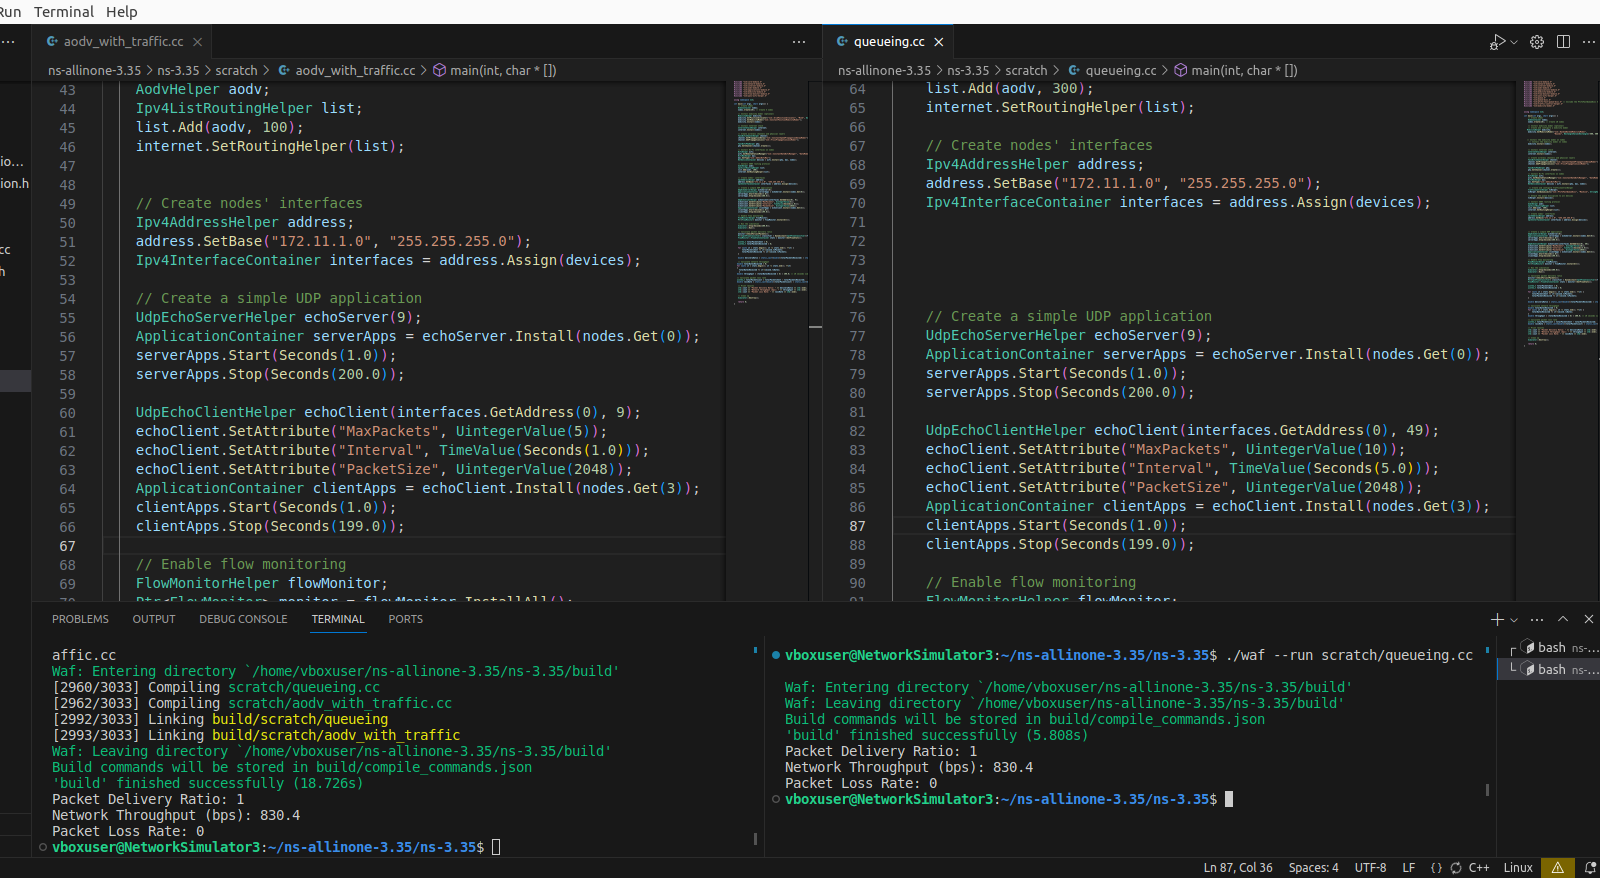 Run Terminal Help
aodv_with_traffic.cc
queueing.cc
ns-allinone-3.35 > ns-3.35 > scratch > aodv_with_traffic.cc > main(int, char * [])
ns-allinone-3.35 > ns-3.35 > scratch > queueing.cc > main(int, char * [])
io...
ion.h
cc
h
43 AodvHelper aodv;
44 Ipv4ListRoutingHelper list;
45 list.Add(aodv, 100);
46 internet.SetRoutingHelper(list);
47
48
49 // Create nodes' interfaces
50 Ipv4AddressHelper address;
51 address.SetBase("172.11.1.0", "255.255.255.0");
52 Ipv4InterfaceContainer interfaces = address.Assign(devices);
53
54 // Create a simple UDP application
55 UdpEchoServerHelper echoServer(9);
56 ApplicationContainer serverApps = echoServer.Install(nodes.Get(0));
57 serverApps.Start(Seconds(1.0));
58 serverApps.Stop(Seconds(200.0));
59
60 UdpEchoClientHelper echoClient(interfaces.GetAddress(0), 9);
61 echoClient.SetAttribute("MaxPackets", UintegerValue(5));
62 echoClient.SetAttribute("Interval", TimeValue(Seconds(1.0)));
63 echoClient.SetAttribute("PacketSize", UintegerValue(2048));
64 ApplicationContainer clientApps = echoClient.Install(nodes.Get(3));
65 clientApps.Start(Seconds(1.0));
66 clientApps.Stop(Seconds(199.0));
67
68 // Enable flow monitoring
69 FlowMonitorHelper flowMonitor;
70 Ptr<FlowMonitor> monitor = flowMonitor.InstallAll();
64 list.Add(aodv, 300);
65 internet.SetRoutingHelper(list);
66
67 // Create nodes' interfaces
68 Ipv4AddressHelper address;
69 address.SetBase("172.11.1.0", "255.255.255.0");
70 Ipv4InterfaceContainer interfaces = address.Assign(devices);
71
72
73
74
75
76 // Create a simple UDP application
77 UdpEchoServerHelper echoServer(9);
78 ApplicationContainer serverApps = echoServer.Install(nodes.Get(0));
79 serverApps.Start(Seconds(1.0));
80 serverApps.Stop(Seconds(200.0));
81
82 UdpEchoClientHelper echoClient(interfaces.GetAddress(0), 49);
83 echoClient.SetAttribute("MaxPackets", UintegerValue(10));
84 echoClient.SetAttribute("Interval", TimeValue(Seconds(5.0)));
85 echoClient.SetAttribute("PacketSize", UintegerValue(2048));
86 ApplicationContainer clientApps = echoClient.Install(nodes.Get(3));
87 clientApps.Start(Seconds(1.0));
88 clientApps.Stop(Seconds(199.0));
89
90 // Enable flow monitoring
91 FlowMonitorHelper flowMonitor;
PROBLEMS OUTPUT DEBUG CONSOLE TERMINAL PORTS
affic.cc
Waf: Entering directory `/home/vboxuser/ns-allinone-3.35/ns-3.35/build'
[2960/3033] Compiling scratch/queueing.cc
[2962/3033] Compiling scratch/aodv_with_traffic.cc
[2992/3033] Linking build/scratch/queueing
[2993/3033] Linking build/scratch/aodv_with_traffic
Waf: Leaving directory `/home/vboxuser/ns-allinone-3.35/ns-3.35/build'
Build commands will be stored in build/compile_commands.json
'build' finished successfully (18.726s)
Packet Delivery Ratio: 1
Network Throughput (bps): 830.4
Packet Loss Rate: 0
vboxuser@NetworkSimulator3:~/ns-allinone-3.35/ns-3.35$
vboxuser@NetworkSimulator3:~/ns-allinone-3.35/ns-3.35$ ./waf --run scratch/queueing.cc
Waf: Entering directory `/home/vboxuser/ns-allinone-3.35/ns-3.35/build'
Waf: Leaving directory `/home/vboxuser/ns-allinone-3.35/ns-3.35/build'
Build commands will be stored in build/compile_commands.json
'build' finished successfully (5.808s)
Packet Delivery Ratio: 1
Network Throughput (bps): 830.4
Packet Loss Rate: 0
vboxuser@NetworkSimulator3:~/ns-allinone-3.35/ns-3.35$
bash ns-...
bash ns-...
Ln 87, Col 36 Spaces: 4 UTF-8 LF {} C++ Linux